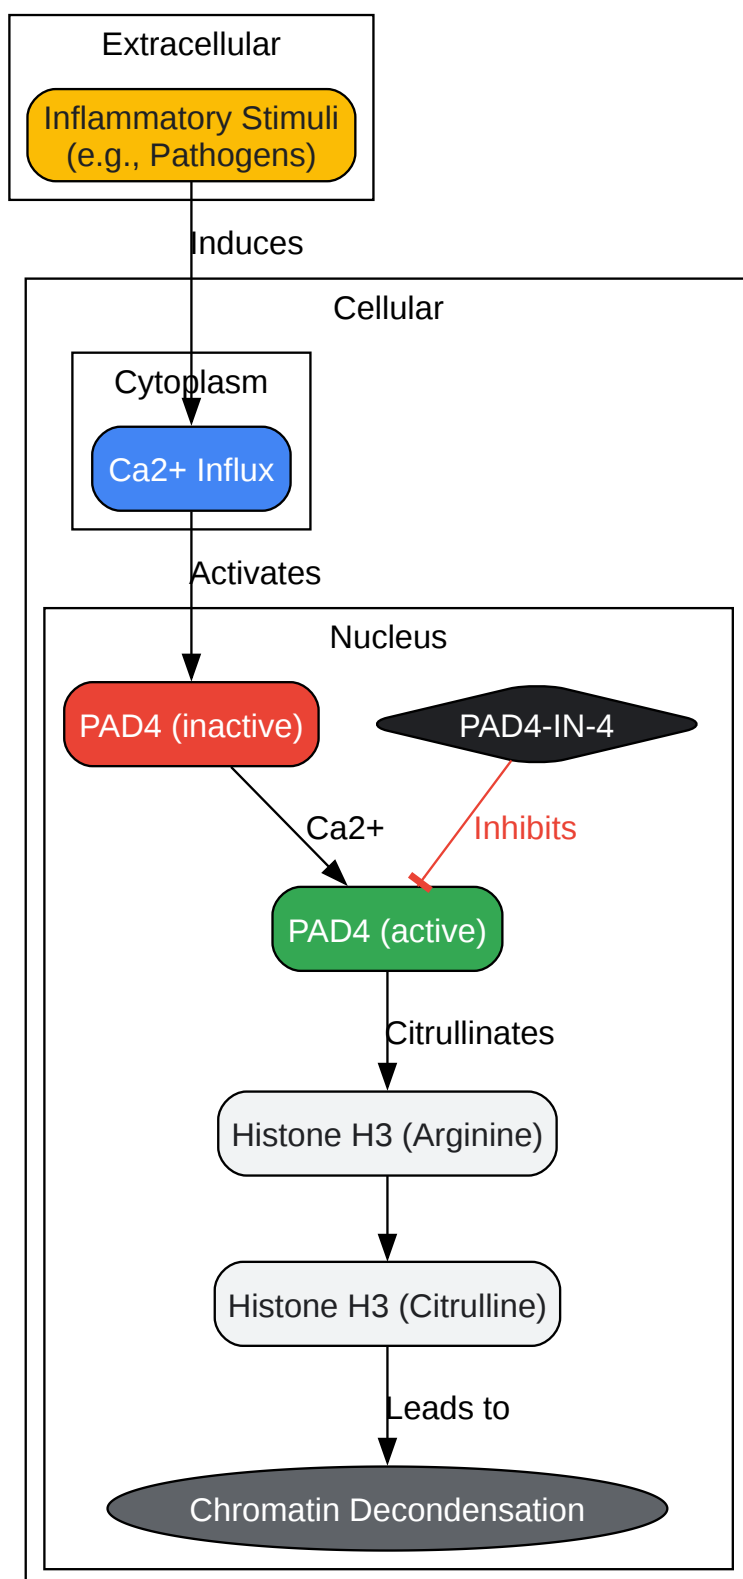 Extracellular
Inflammatory Stimuli
(e.g., Pathogens)
Induces
Cellular
Cytoplasm
Ca2+ Influx
Activates
Nucleus
PAD4 (inactive)
PAD4-IN-4
Ca2+
Inhibits
PAD4 (active)
Citrullinates
Histone H3 (Arginine)
Histone H3 (Citrulline)
Leads to
Chromatin Decondensation